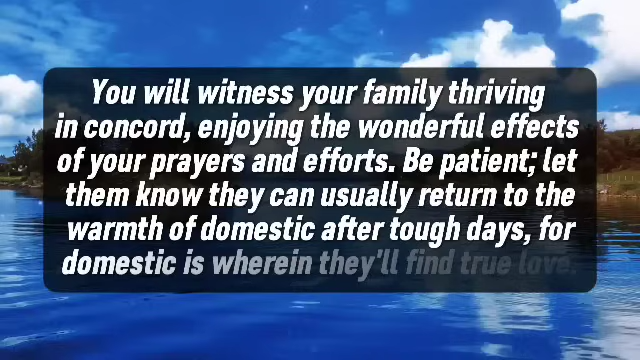 You will witness your family thriving
in concord, enjoying the wonderful effects
of your prayers and efforts. Be patient; let
them know they can usually return to the
warmth of domestic after tough days, for
domestic is wherein they'll find true love.